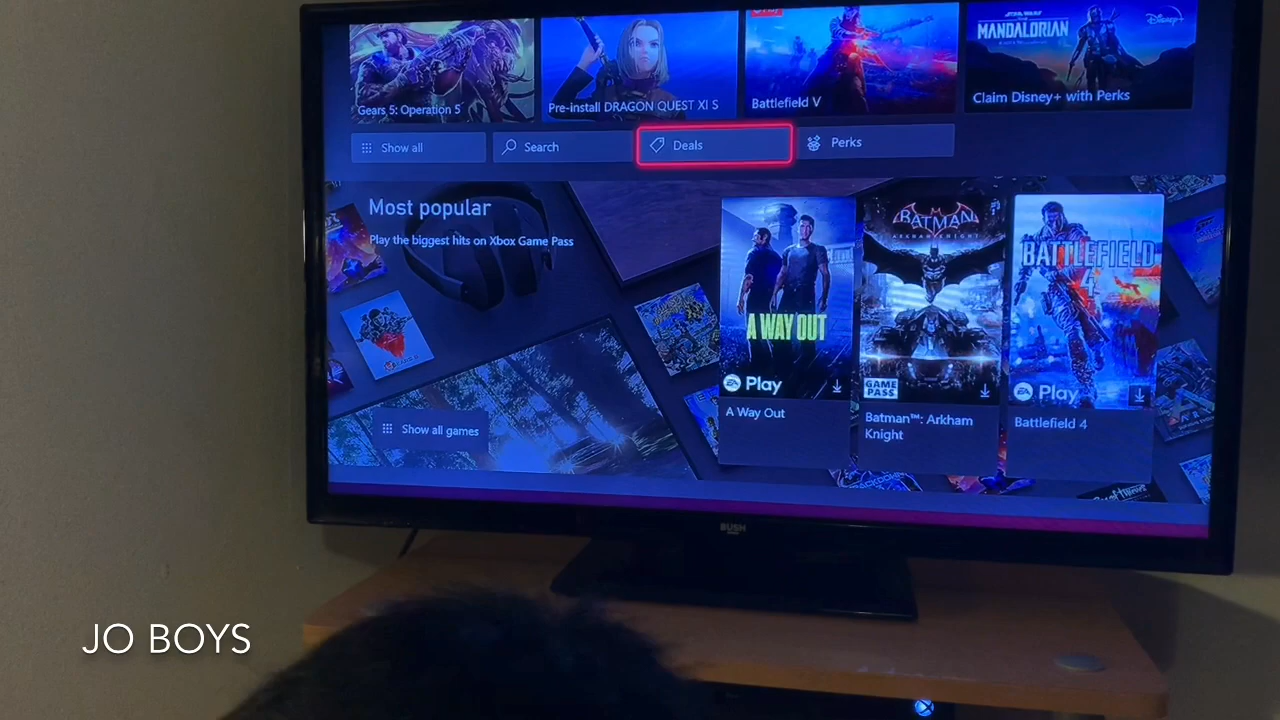 STAR WARS
THE
MANDALORIAN
Disney+
Gears 5: Operation 5
Pre-install DRAGON QUEST XI S
Battlefield V
Claim Disney+ with Perks
Show all
Search
Deals
Perks
Most popular
Play the biggest hits on Xbox Game Pass
A WAY OUT
EA Play
A Way Out
BATMAN
ARKHAM KNIGHT
GAME
PASS
Batman™: Arkham
Knight
BATTLEFIELD
4
EA Play
Battlefield 4
Show all games
BUSH
JO BOYS